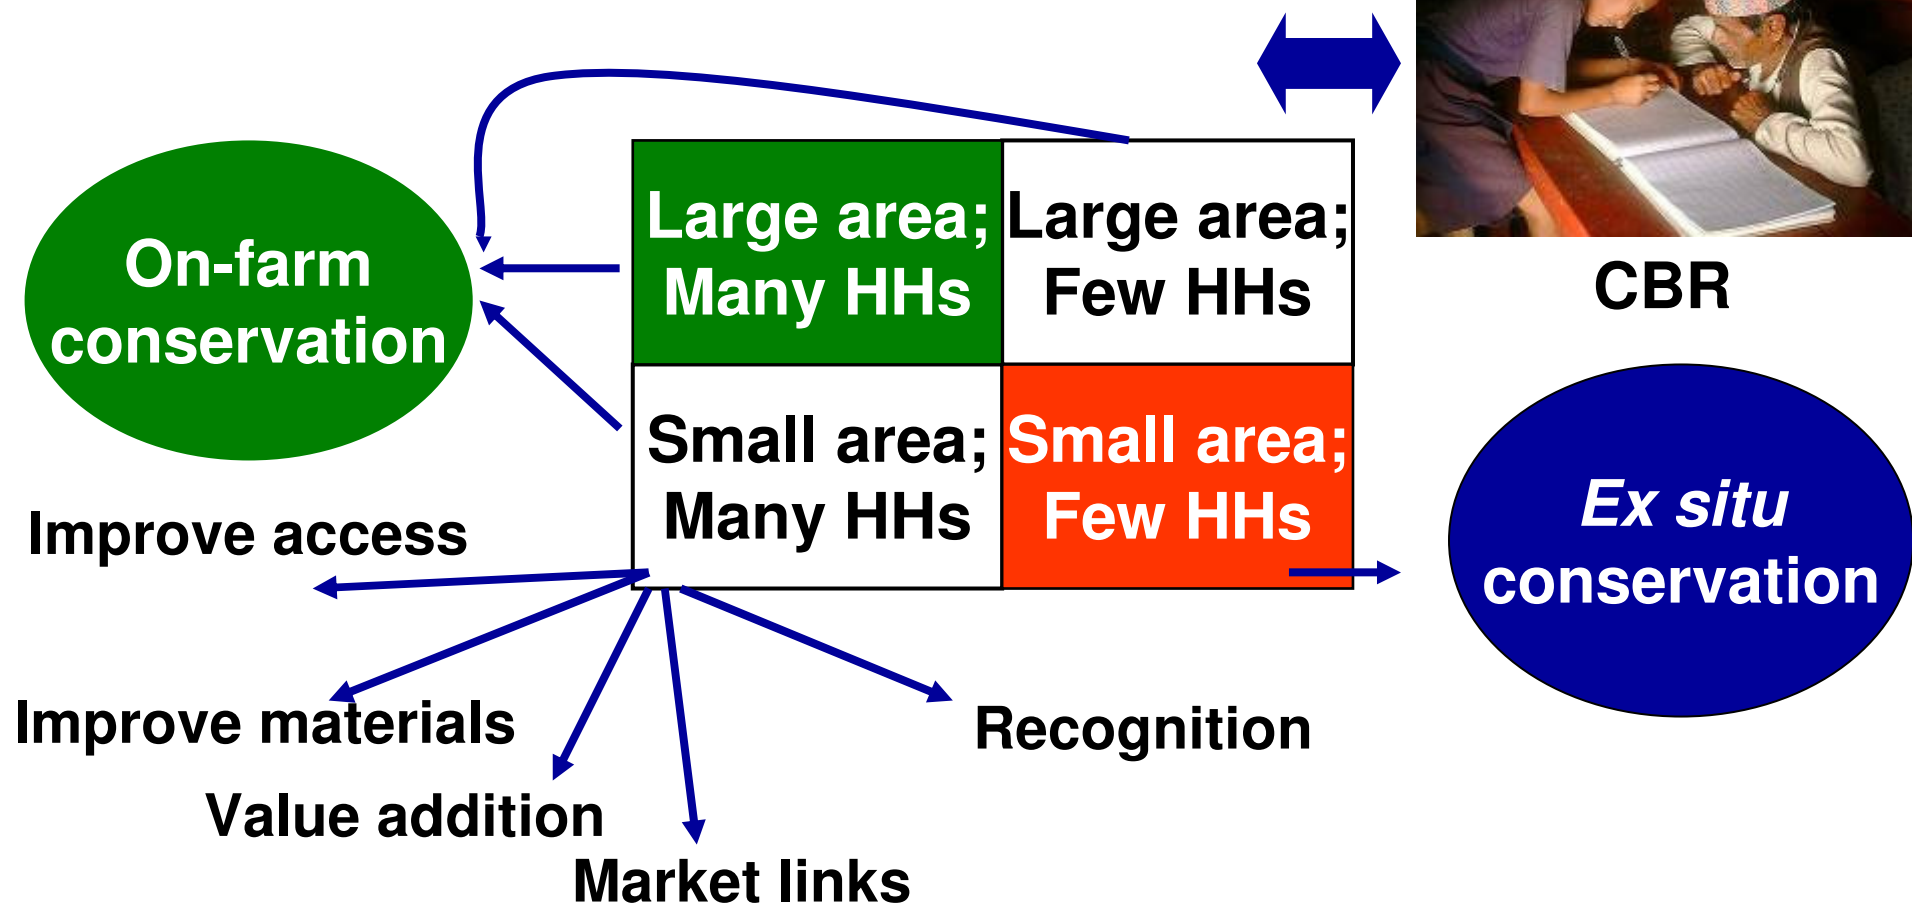 On-farm
conservation
Large area;
Many HHs
Large area;
Few HHs
CBR
Small area;
Many HHs
Small area;
Few HHs
Ex situ
conservation
Improve access
Improve materials
Value addition
Market links
Recognition